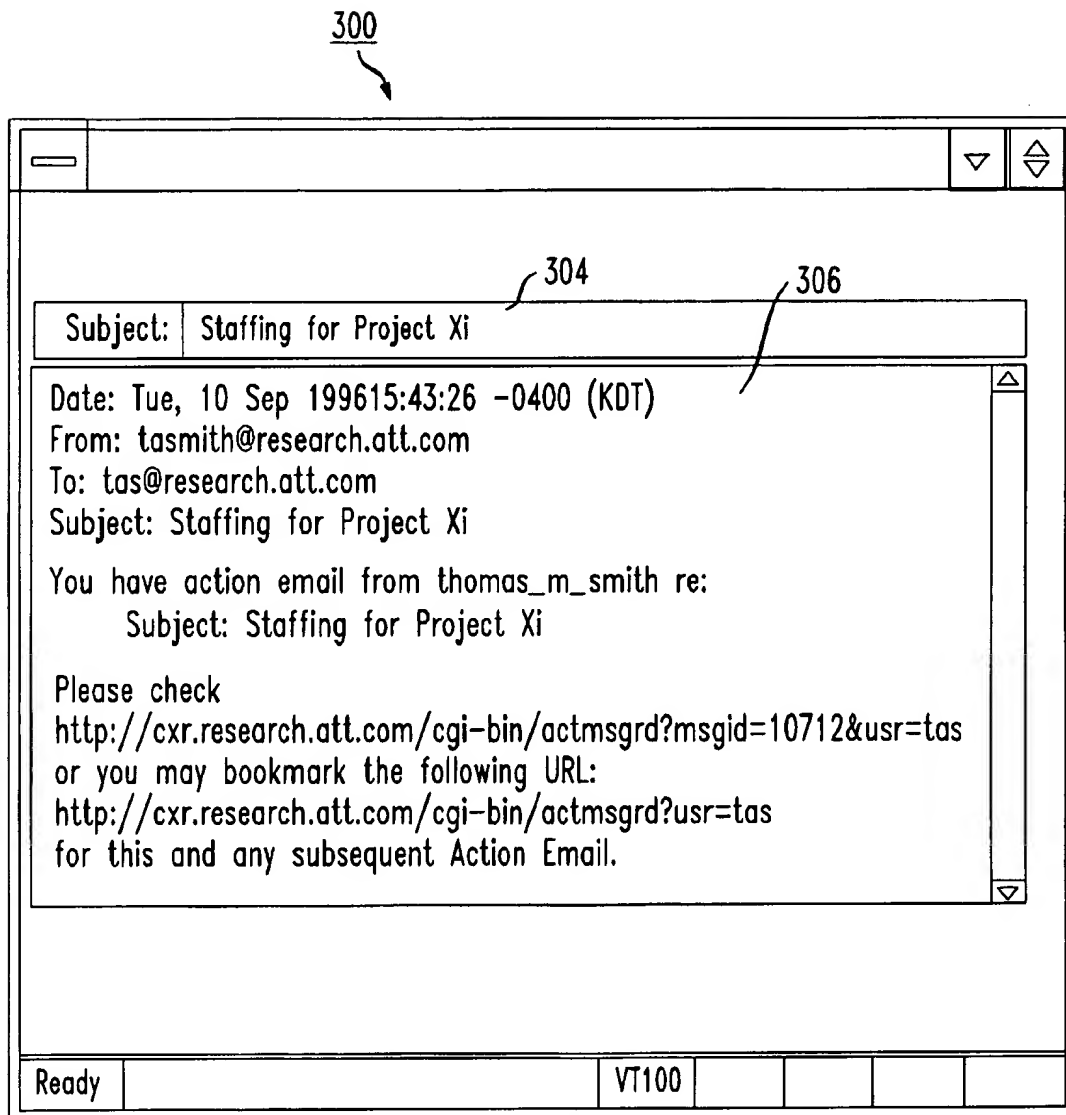 300
304
306
Subject: Staffing for Project Xi
Date: Tue, 10 Sep 199615:43:26 -0400 (KDT)
From: tasmith@research.att.com
To: tas@research.att.com
Subject: Staffing for Project Xi
You have action email from thomas_m_smith re:
Subject: Staffing for Project Xi
Please check
http://cxr.research.att.com/cgi-bin/actmsgrd?msgid=10712&usr=tas
or you may bookmark the following URL:
http://cxr.research.att.com/cgi-bin/actmsgrd?usr=tas
for this and any subsequent Action Email.
Ready VT100